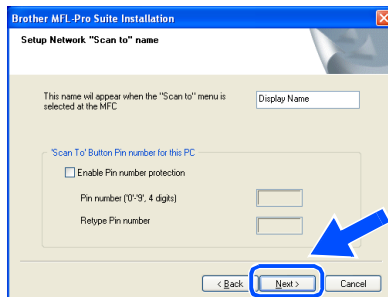 Brother MFL-Pro Suite Installation
Setup Network "Scan to" name
This name wil appear when the "Scan to" menu is
selected at the MFC
Display Name
'Scan To' Button Pin number for this PC
Enable Pin number protection
Pin number ('0'-'9', 4 digits)
Retype Pin number
< Back
Next >
Cancel